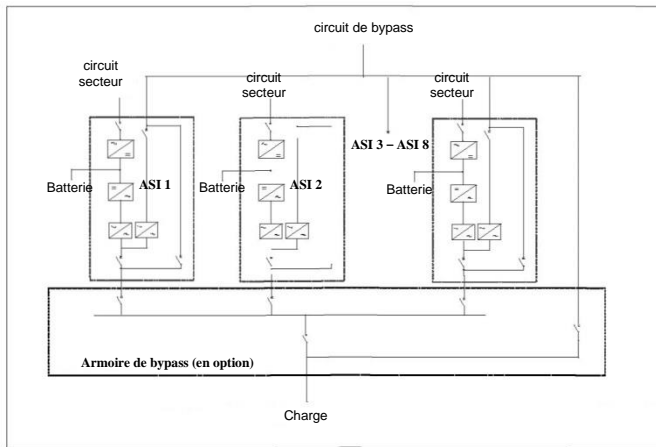 circuit de bypass
circuit
secteur
circuit
secteur
circuit
secteur
ASI 3 – ASI 8
Batterie
ASI 1
Batterie
ASI 2
Batterie
Armoire de bypass (en option)
Charge